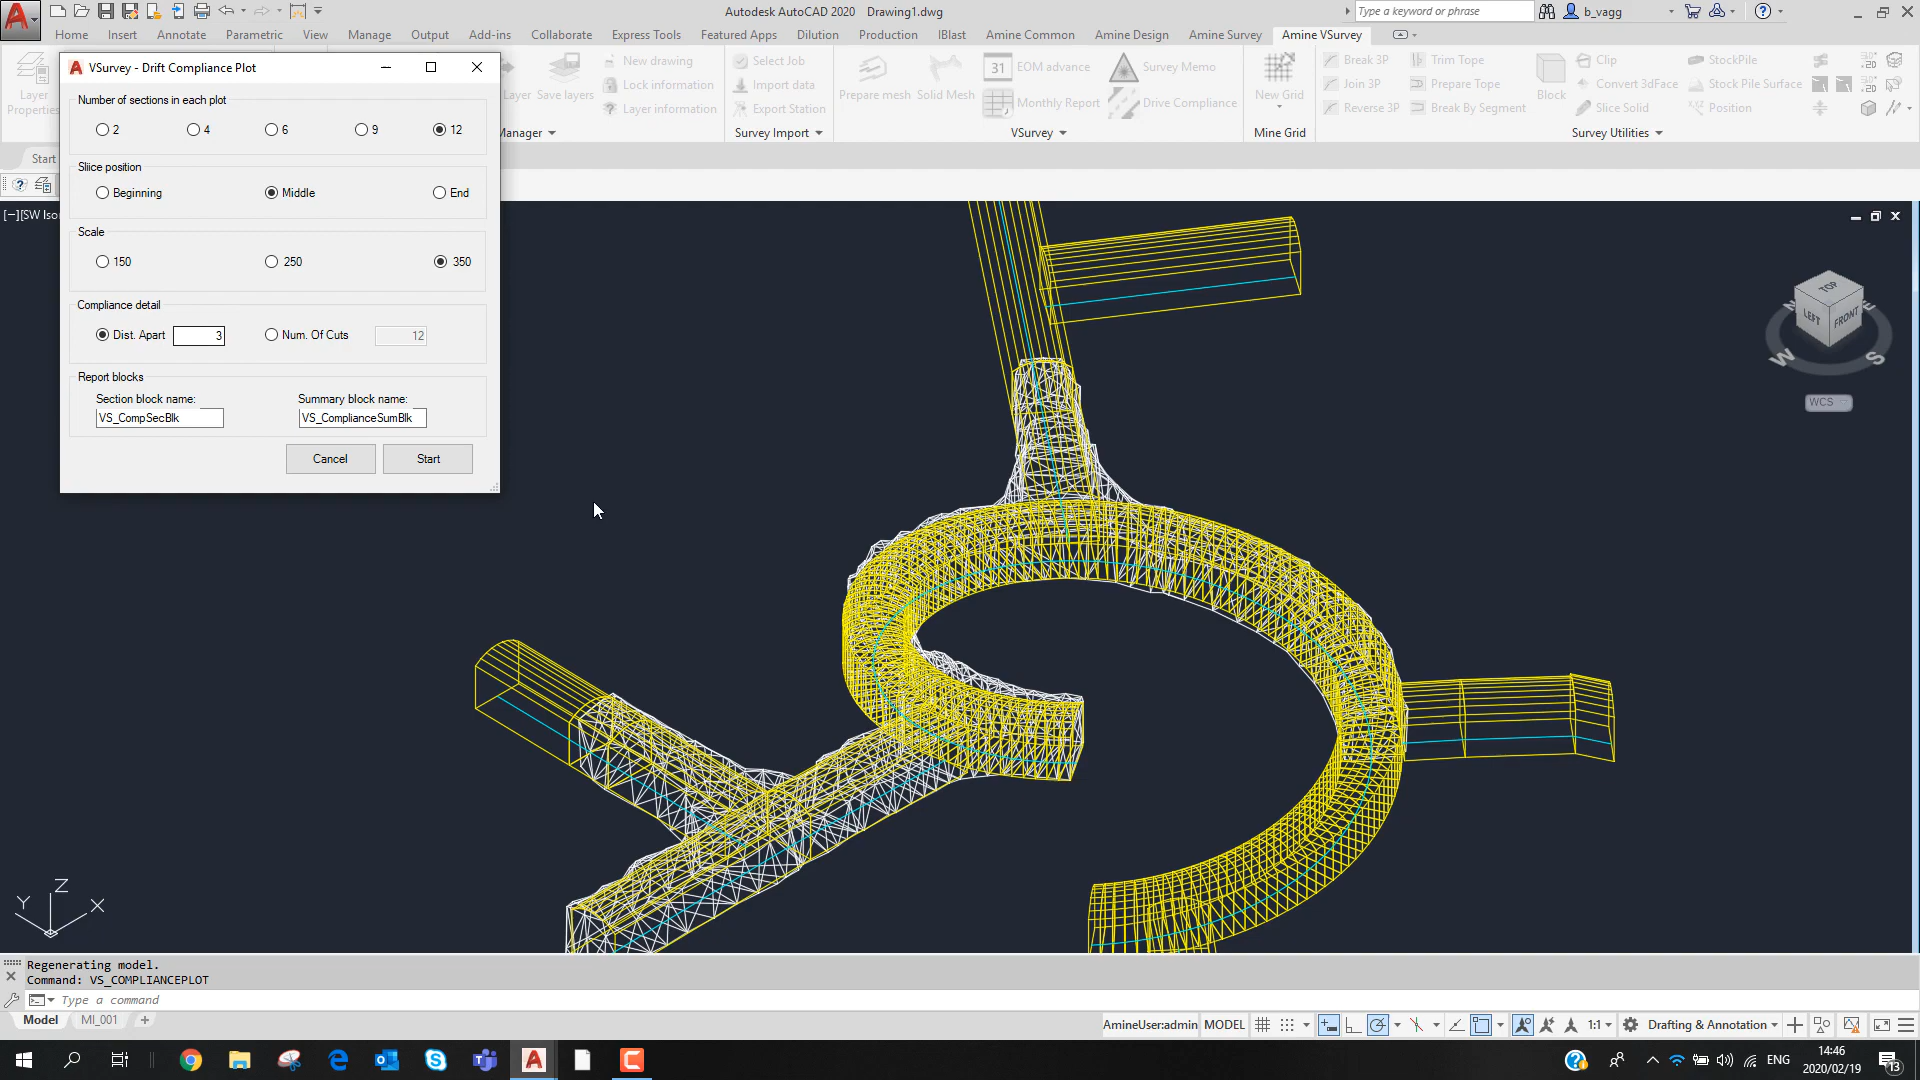 Autodesk AutoCAD 2020 Drawing1.dwg
Type a keyword or phrase
b_vagg
Home Insert Annotate Parametric View Manage Output Add-ins Collaborate Express Tools Featured Apps Dilution Production IBlast Amine Common Amine Design Amine Survey Amine VSurvey
Layer Properties
Layer
Save layers
New drawing
Lock information
Layer information
Manager
Select Job
Import data
Export Station
Survey Import
Prepare mesh
Solid Mesh
31 EOM advance
Monthly Report
Survey Memo
Drive Compliance
VSurvey
New Grid
Mine Grid
Break 3P
Join 3P
Reverse 3P
Trim Tope
Prepare Tope
Break By Segment
Block
Clip
Convert 3dFace
Slice Solid
StockPile
Stock Pile Surface
Position
Survey Utilities
Start
[−][SW Iso
VSurvey - Drift Compliance Plot
Number of sections in each plot
2 4 6 9 12
Sliice position
Beginning Middle End
Scale
150 250 350
Compliance detail
Dist. Apart 3 Num. Of Cuts 12
Report blocks
Section block name: Summary block name:
VS_CompSecBlk VS_ComplianceSumBlk
Cancel Start
TOP
LEFT FRONT
W S
WCS
Z
Y X
Regenerating model.
Command: VS_COMPLIANCEPLOT
Type a command
Model MI_001 +
AmineUser:admin MODEL 1:1 Drafting & Annotation
ENG
14:46
2020/02/19
13